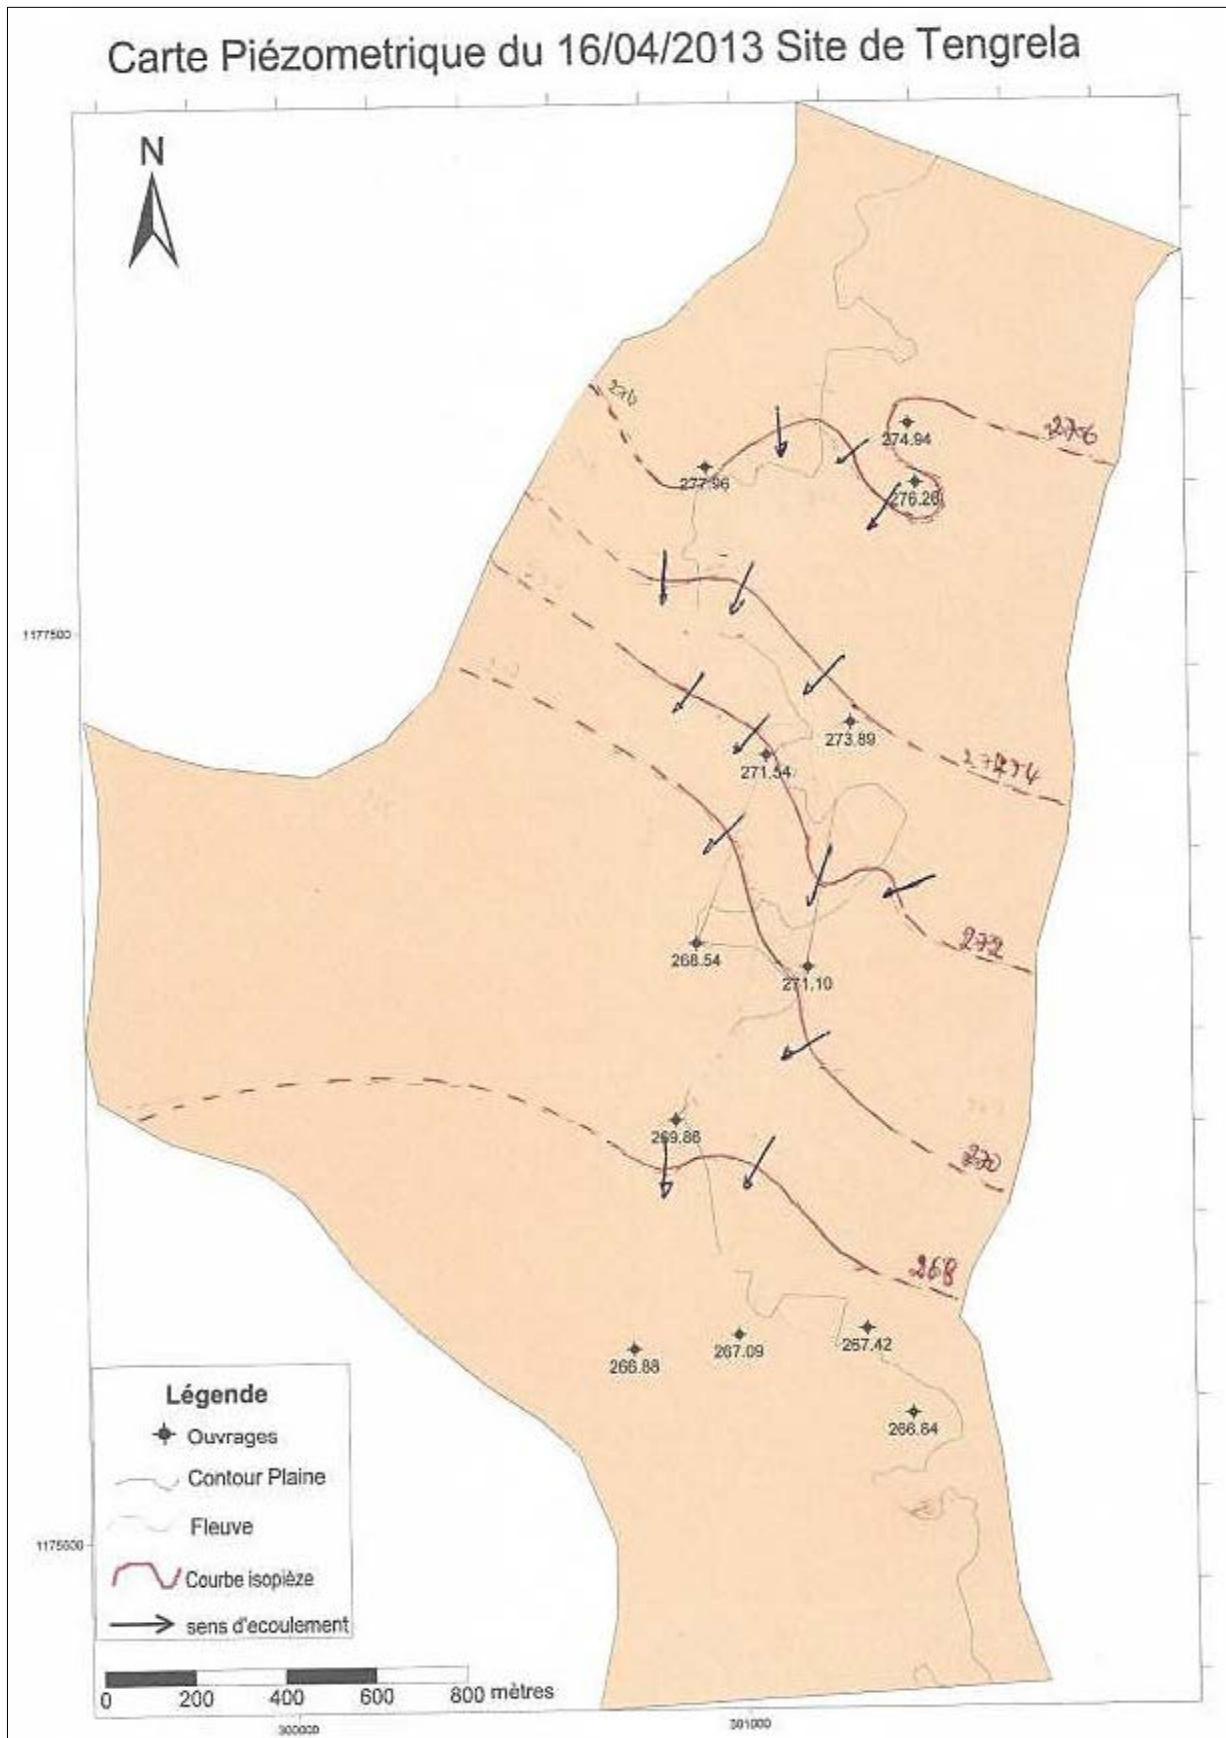 Carte Piézometrique du 16/04/2013 Site de Tengrela
N
276
274.94
277.96
276.26
1177500
273.89
271.54
274
272
268.54
271.10
270
269.86
268
267.42
267.09
266.88
266.84
Légende
Ouvrages
Contour Plaine
Fleuve
Courbe isopièze
sens d'ecoulement
0 200 400 600 800 mètres
300000
301000